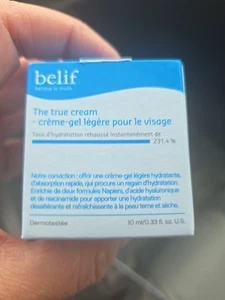 belif
believe in truth
The true cream
- crème-gel légère pour le visage
Taux d'hydratation rehaussé instantanément de
231,4 %
Notre conviction : offrir une crème-gel légère hydratante,
d'absorption rapide, qui procure un regain d'hydratation.
Enrichie de deux formules Napiers, d'acide hyaluronique
et de niacinamide pour apporter une hydratation
désaltérante et rafraîchissante à la peau terne et sèche.
Dermotestée
10 ml/0.33 fl. oz. U.S.